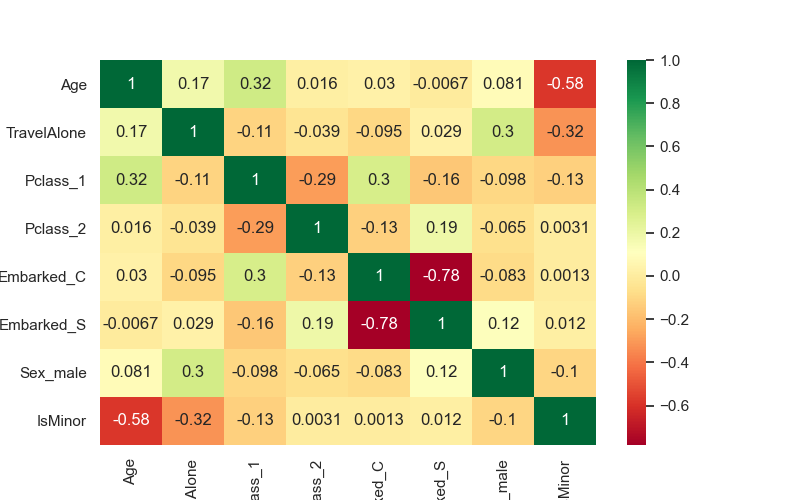 Age 1 0.17 0.32 0.016 0.03 -0.0067 0.081 -0.58
TravelAlone 0.17 1 -0.11 -0.039 -0.095 0.029 0.3 -0.32
Pclass_1 0.32 -0.11 1 -0.29 0.3 -0.16 -0.098 -0.13
Pclass_2 0.016 -0.039 -0.29 1 -0.13 0.19 -0.065 0.0031
Embarked_C 0.03 -0.095 0.3 -0.13 1 -0.78 -0.083 0.0013
Embarked_S -0.0067 0.029 -0.16 0.19 -0.78 1 0.12 0.012
Sex_male 0.081 0.3 -0.098 -0.065 -0.083 0.12 1 -0.1
IsMinor -0.58 -0.32 -0.13 0.0031 0.0013 0.012 -0.1 1
Age
Alone
ass_1
ass_2
ked_C
ked_S
_male
Minor
1.0
0.8
0.6
0.4
0.2
0.0
−0.2
−0.4
−0.6